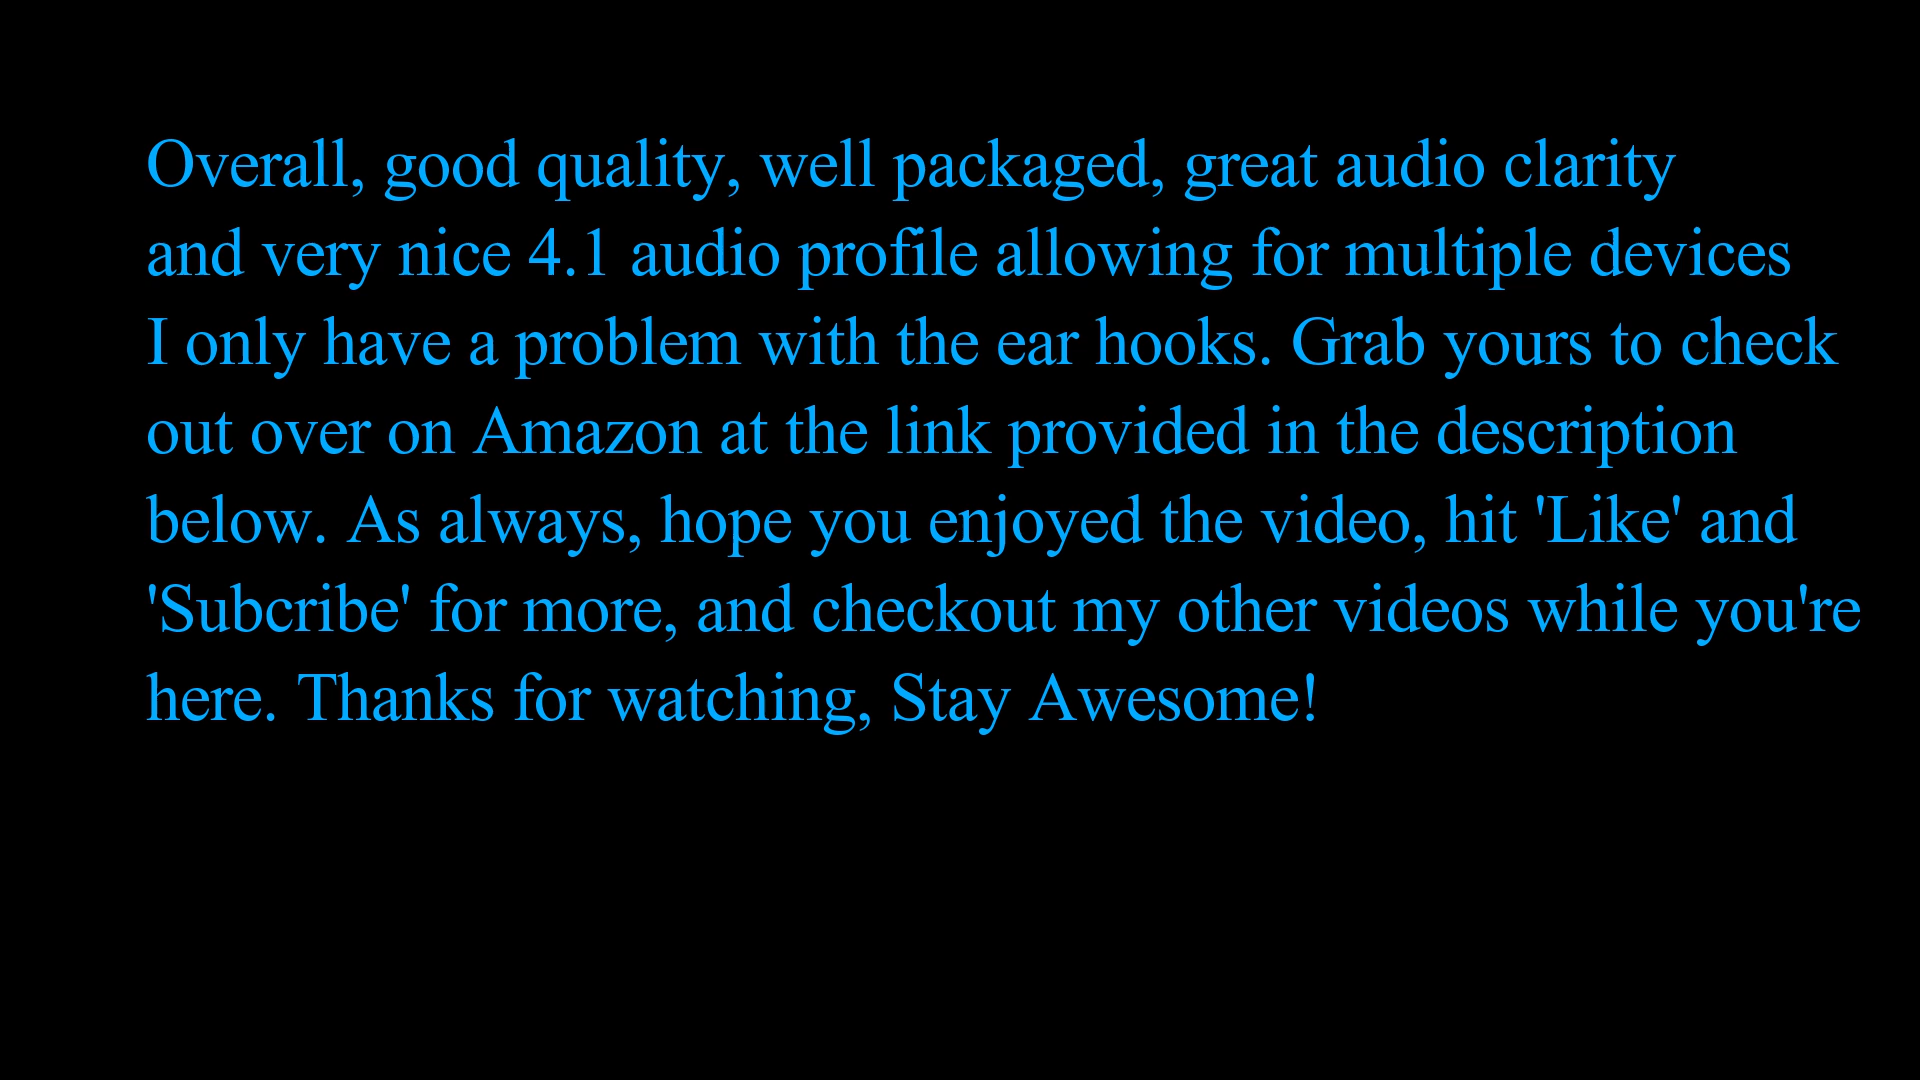 Overall, good quality, well packaged, great audio clarity
and very nice 4.1 audio profile allowing for multiple devices
I only have a problem with the ear hooks. Grab yours to check
out over on Amazon at the link provided in the description
below. As always, hope you enjoyed the video, hit 'Like' and
'Subcribe' for more, and checkout my other videos while you're
here. Thanks for watching, Stay Awesome!